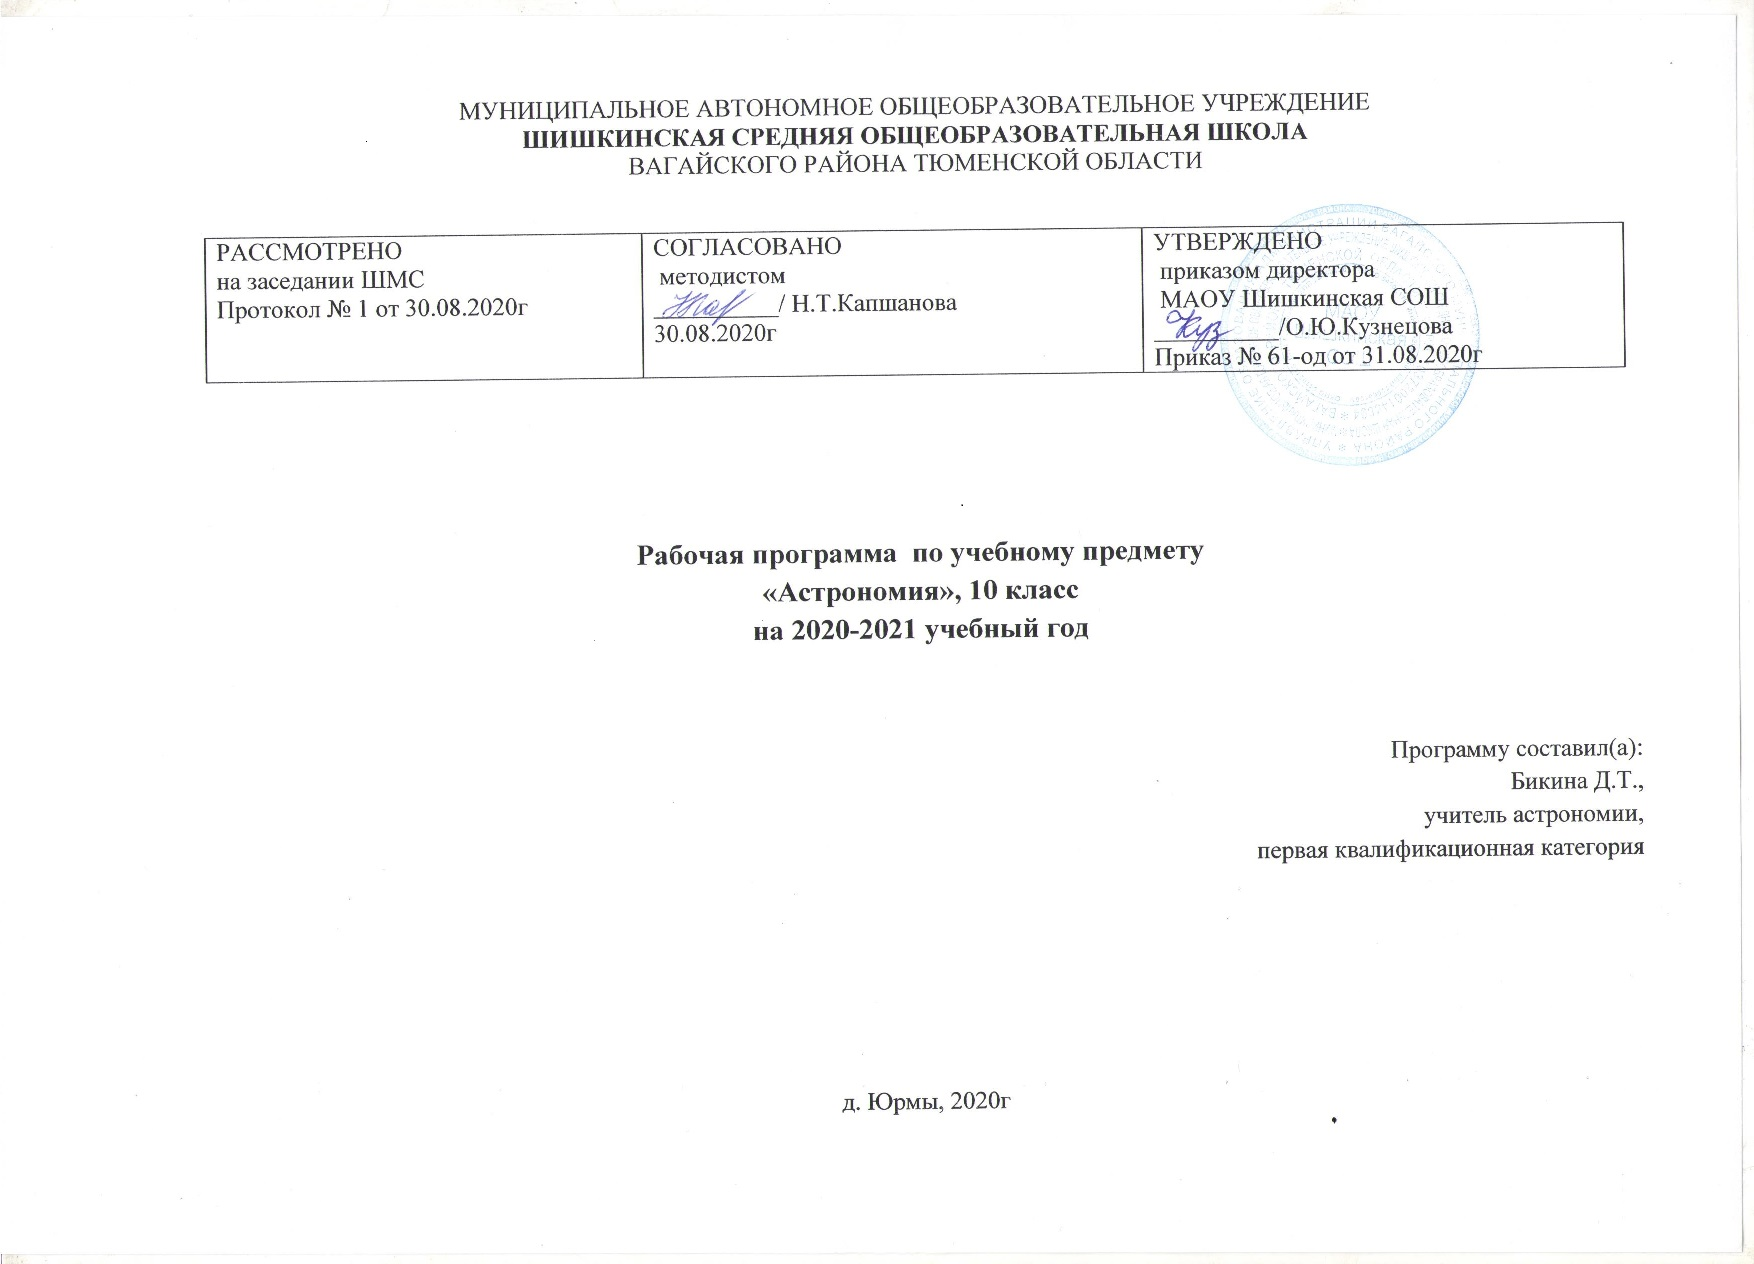 МУНИЦИПАЛЬНОЕ АВТОНОМНОЕ ОБЩЕОБРАЗОВАТЕЛЬНОЕ УЧРЕЖДЕНИЕ
ШИШКИНСКАЯ СРЕДНЯЯ ОБЩЕОБРАЗОВАТЕЛЬНАЯ ШКОЛА
ВАГАЙСКОГО РАЙОНА ТЮМЕНСКОЙ ОБЛАСТИ
РАССМОТРЕНО
на заседании ШМС
Протокол № 1 от 30.08.2020г
СОГЛАСОВАНО
методистом
__________/ Н.Т.Капшанова
30.08.2020г
УТВЕРЖДЕНО
приказом директора
МАОУ Шишкинская СОШ
__________/О.Ю.Кузнецова
Приказ № 61-од от 31.08.2020г
Рабочая программа  по учебному предмету
«Астрономия», 10 класс
на 2020-2021 учебный год
Программу составил(а):
Бикина Д.Т.,
учитель астрономии,
первая квалификационная категория
д. Юрмы, 2020г